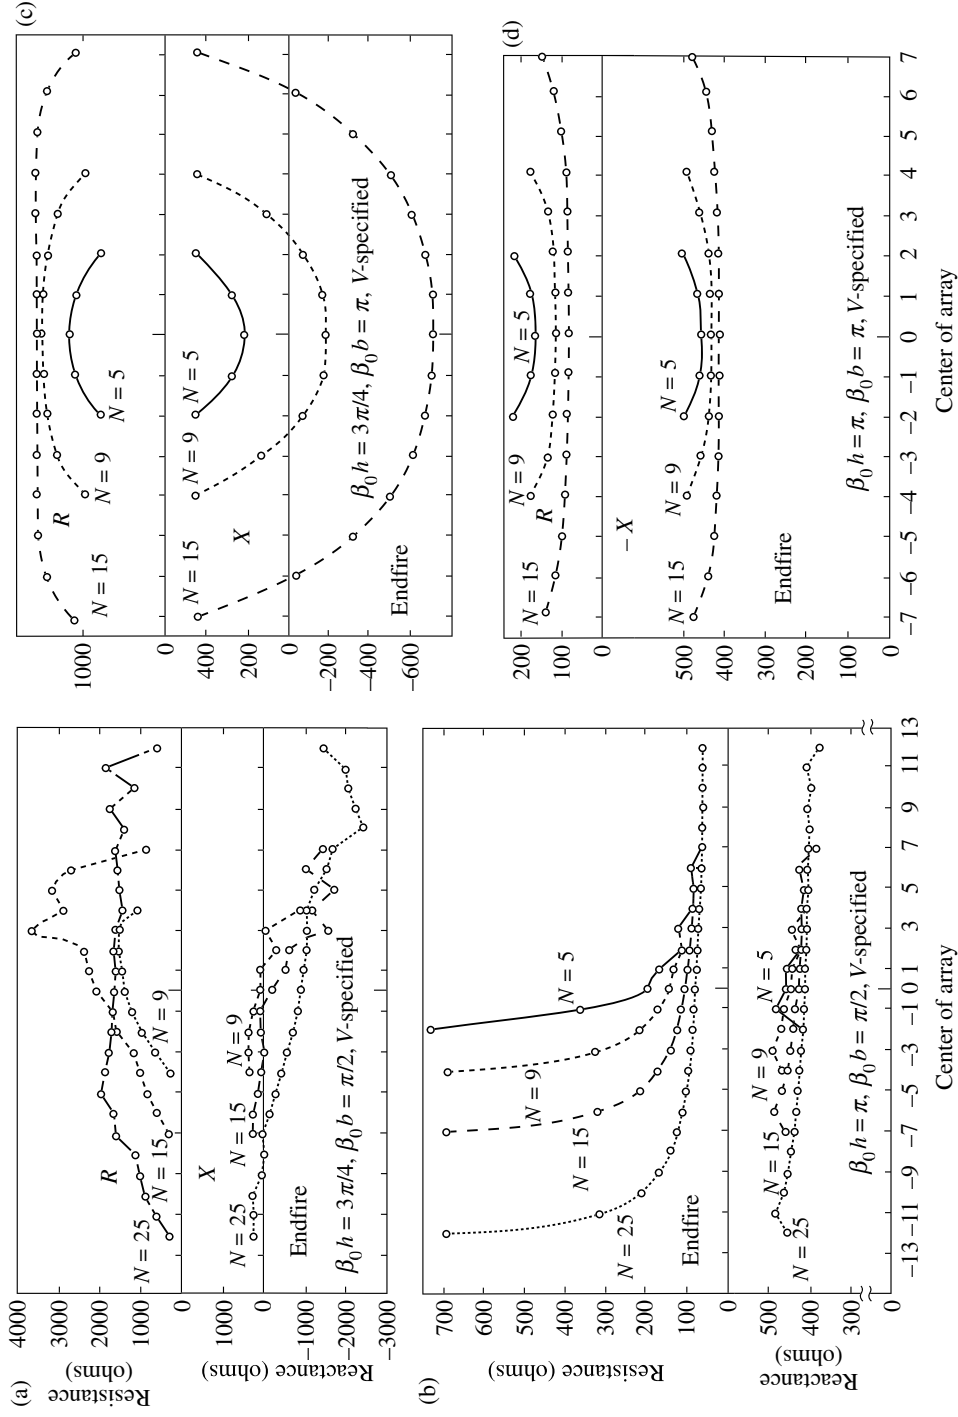 (a)
Resistance
(ohms)
4000
3000
2000
1000
0
R
N = 25
N = 15
N = 9
Reactance (ohms)
1000
0
−1000
−2000
−3000
X
N = 25
N = 15
N = 9
Endfire
β0h = 3π/4, β0b = π/2, V-specified
(b)
Resistance (ohms)
700
600
500
400
300
200
100
0
N = 5
N = 9
N = 15
N = 25
Endfire
Reactance
(ohms)
500
300
0
N = 25
N = 15
N = 9
N = 5
β0h = π, β0b = π/2, V-specified
−13 −11 −9 −7 −5 −3 −1 0 1 3 5 7 9 11 13
Center of array
(c)
1000
0
R
N = 15
N = 9
N = 5
400
200
0
−200
−400
−600
X
N = 15
N = 9
N = 5
Endfire
β0h = 3π/4, β0b = π, V-specified
(d)
200
100
0
N = 15
N = 9
N = 5
R
− X
500
300
200
100
0
N = 15
N = 9
N = 5
Endfire
β0h = π, β0b = π, V-specified
−7 −6 −5 −4 −3 −2 −1 0 1 2 3 4 5 6 7
Center of array